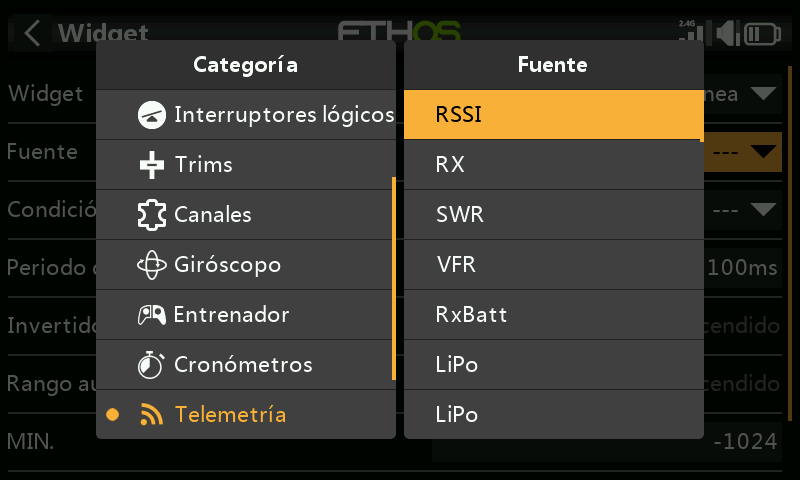 Widget
ETHOS
2.4G
Categoría
Interruptores lógicos
Trims
Canales
Giróscopo
Entrenador
Cronómetros
Telemetría
Fuente
RSSI
RX
SWR
VFR
RxBatt
LiPo
LiPo
Widget
nea
Fuente
---
Condició
---
Periodo
100ms
Invertid
cendido
Rango au
cendido
MIN.
-1024